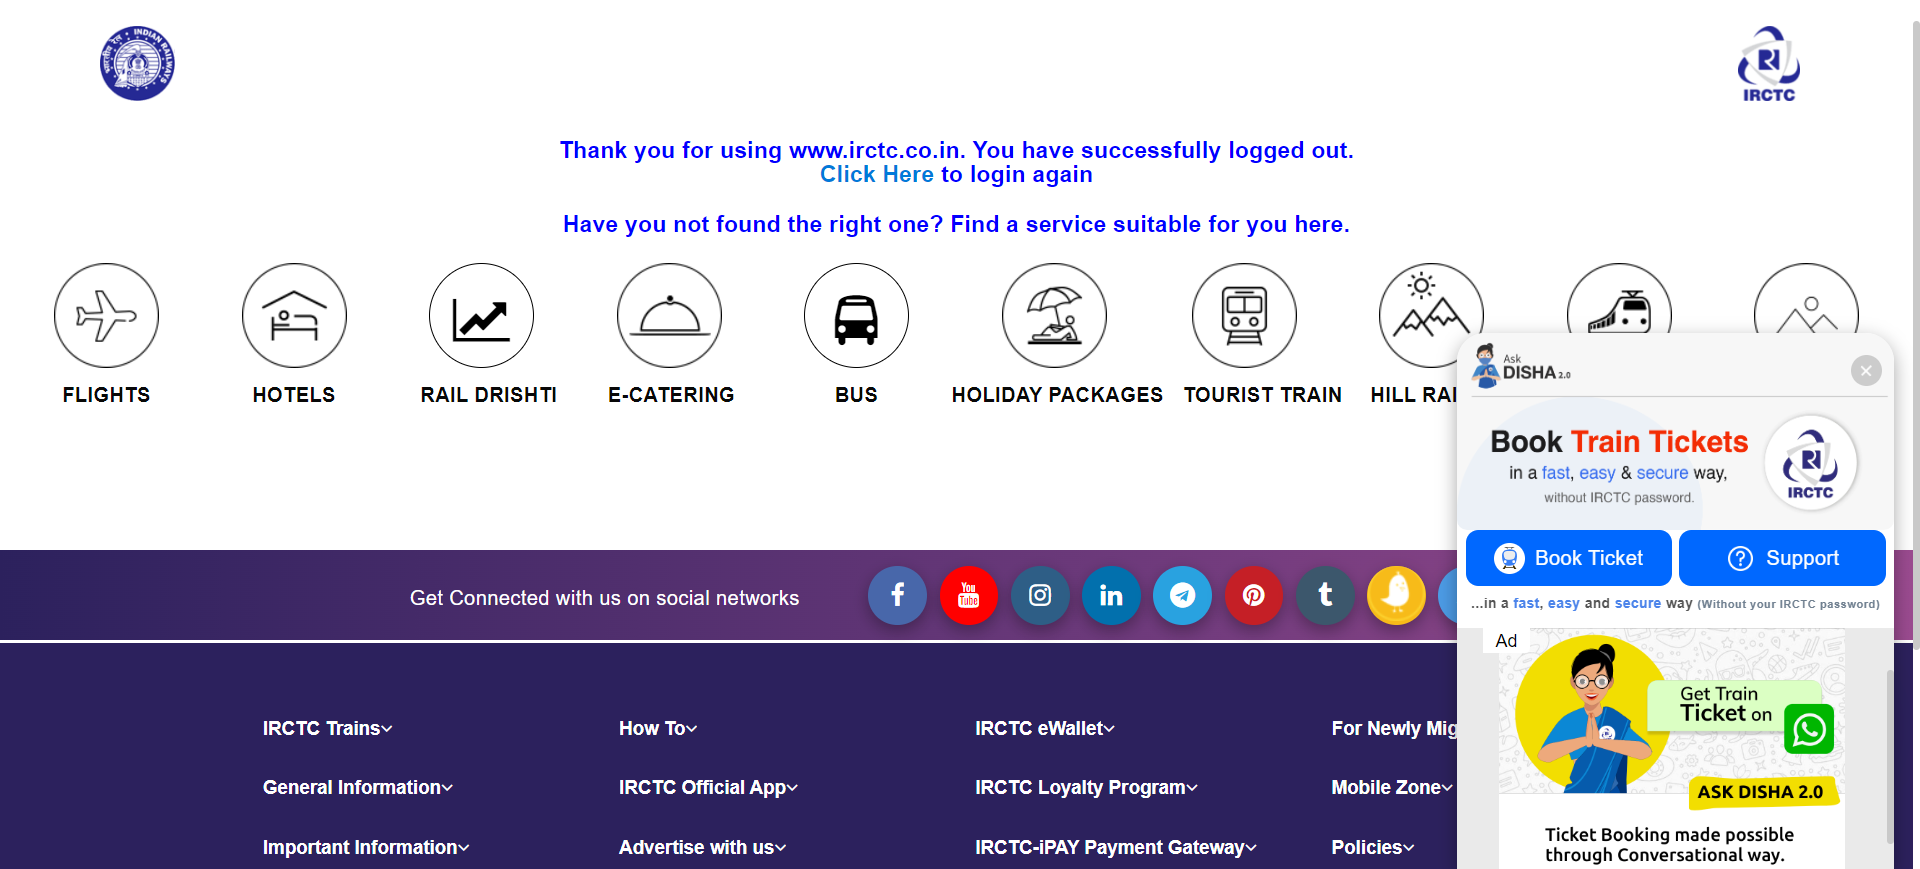 INDIAN RAILWAYS
भारतीय रेल
IRCTC
Thank you for using www.irctc.co.in. You have successfully logged out.
Click Here to login again
Have you not found the right one? Find a service suitable for you here.
FLIGHTS
HOTELS
RAIL DRISHTI
E-CATERING
BUS
HOLIDAY PACKAGES
TOURIST TRAIN
HILL
Ask
DISHA 2.0
Book Train Tickets
in a fast, easy & secure way,
without IRCTC password.
IRCTC
Book Ticket
Support
...in a fast, easy and secure way (Without your IRCTC password)
Ad
Get Train
Ticket on
ASK DISHA 2.0
Ticket Booking made possible
through Conversational way.
Get Connected with us on social networks
You
Tube
IRCTC Trains
How To
IRCTC eWallet
For Newly
General Information
IRCTC Official App
IRCTC Loyalty Program
Mobile Zone
Important Information
Advertise with us
IRCTC-iPAY Payment Gateway
Policies